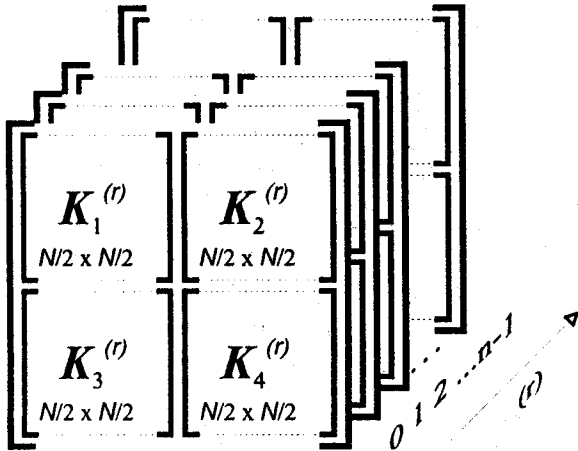 K₁⁽ʳ⁾ K₂⁽ʳ⁾
N/2 x N/2 N/2 x N/2
K₃⁽ʳ⁾ K₄⁽ʳ⁾
N/2 x N/2 N/2 x N/2
0 1 2 ...n-1
(r)